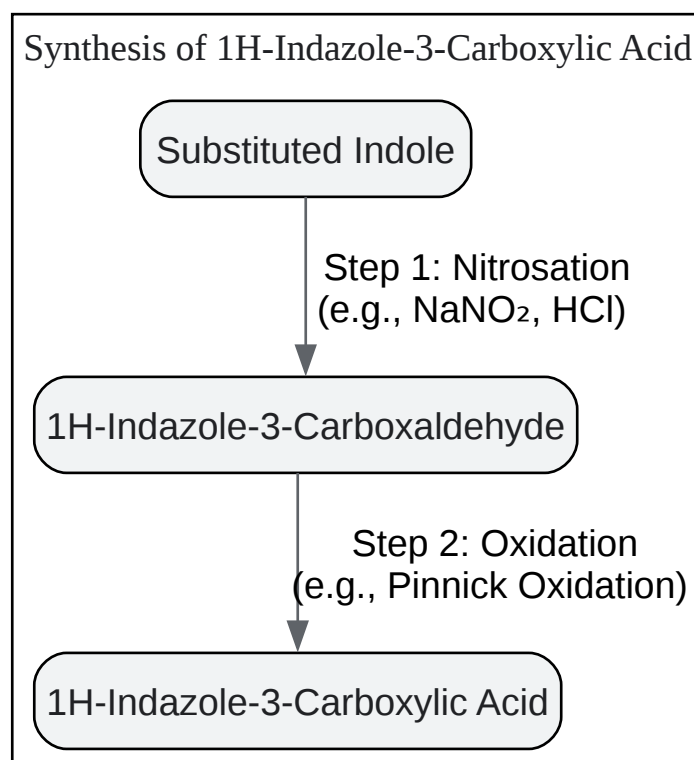 Synthesis of 1H-Indazole-3-Carboxylic Acid
Substituted Indole
Step 1: Nitrosation
(e.g., NaNO₂, HCl)
1H-Indazole-3-Carboxaldehyde
Step 2: Oxidation
(e.g., Pinnick Oxidation)
1H-Indazole-3-Carboxylic Acid